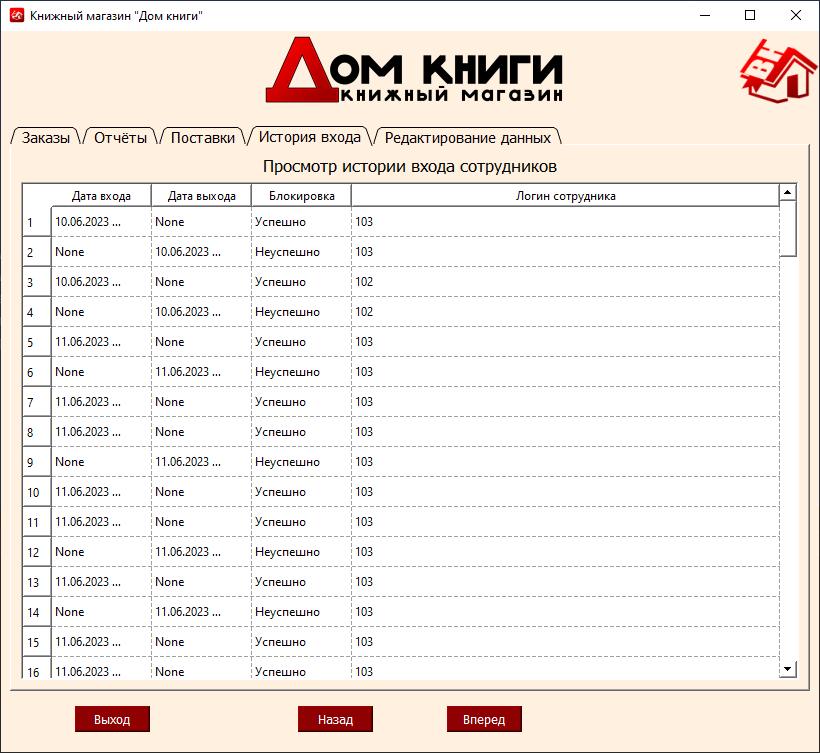 Книжный магазин "Дом книги"
Дом книги
книжный магазин
Заказы Отчёты Поставки История входа Редактирование данных
Просмотр истории входа сотрудников
Дата входа Дата выхода Блокировка Логин сотрудника
1 10.06.2023 ... None Успешно 103
2 None 10.06.2023 ... Неуспешно 103
3 10.06.2023 ... None Успешно 102
4 None 10.06.2023 ... Неуспешно 102
5 11.06.2023 ... None Успешно 103
6 None 11.06.2023 ... Неуспешно 103
7 11.06.2023 ... None Успешно 103
8 11.06.2023 ... None Успешно 103
9 None 11.06.2023 ... Неуспешно 103
10 11.06.2023 ... None Успешно 103
11 11.06.2023 ... None Успешно 103
12 None 11.06.2023 ... Неуспешно 103
13 11.06.2023 ... None Успешно 103
14 None 11.06.2023 ... Неуспешно 103
15 11.06.2023 ... None Успешно 103
16 11.06.2023 ... None Успешно 103
Выход Назад Вперед